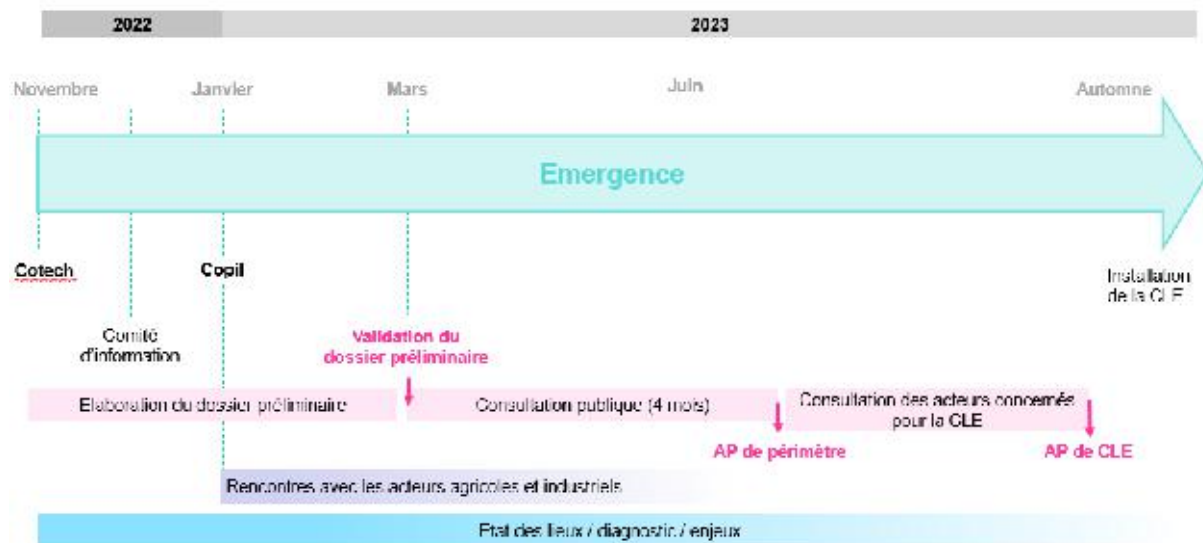 2022
2023
Novembre
Janvier
Mars
Juin
Automne
Emergence
Cotech
Copil
Installation
de la CLE
Comité
d'information
Validation du
dossier préliminaire
Elaboration du dossier préliminaire
Consultation publique (4 mois)
Consultation des acteurs concernés
pour la CLE
AP de périmètre
AP de CLE
Rencontres avec les acteurs agricoles et industriels
Etat des lieux / diagnostic / enjeux